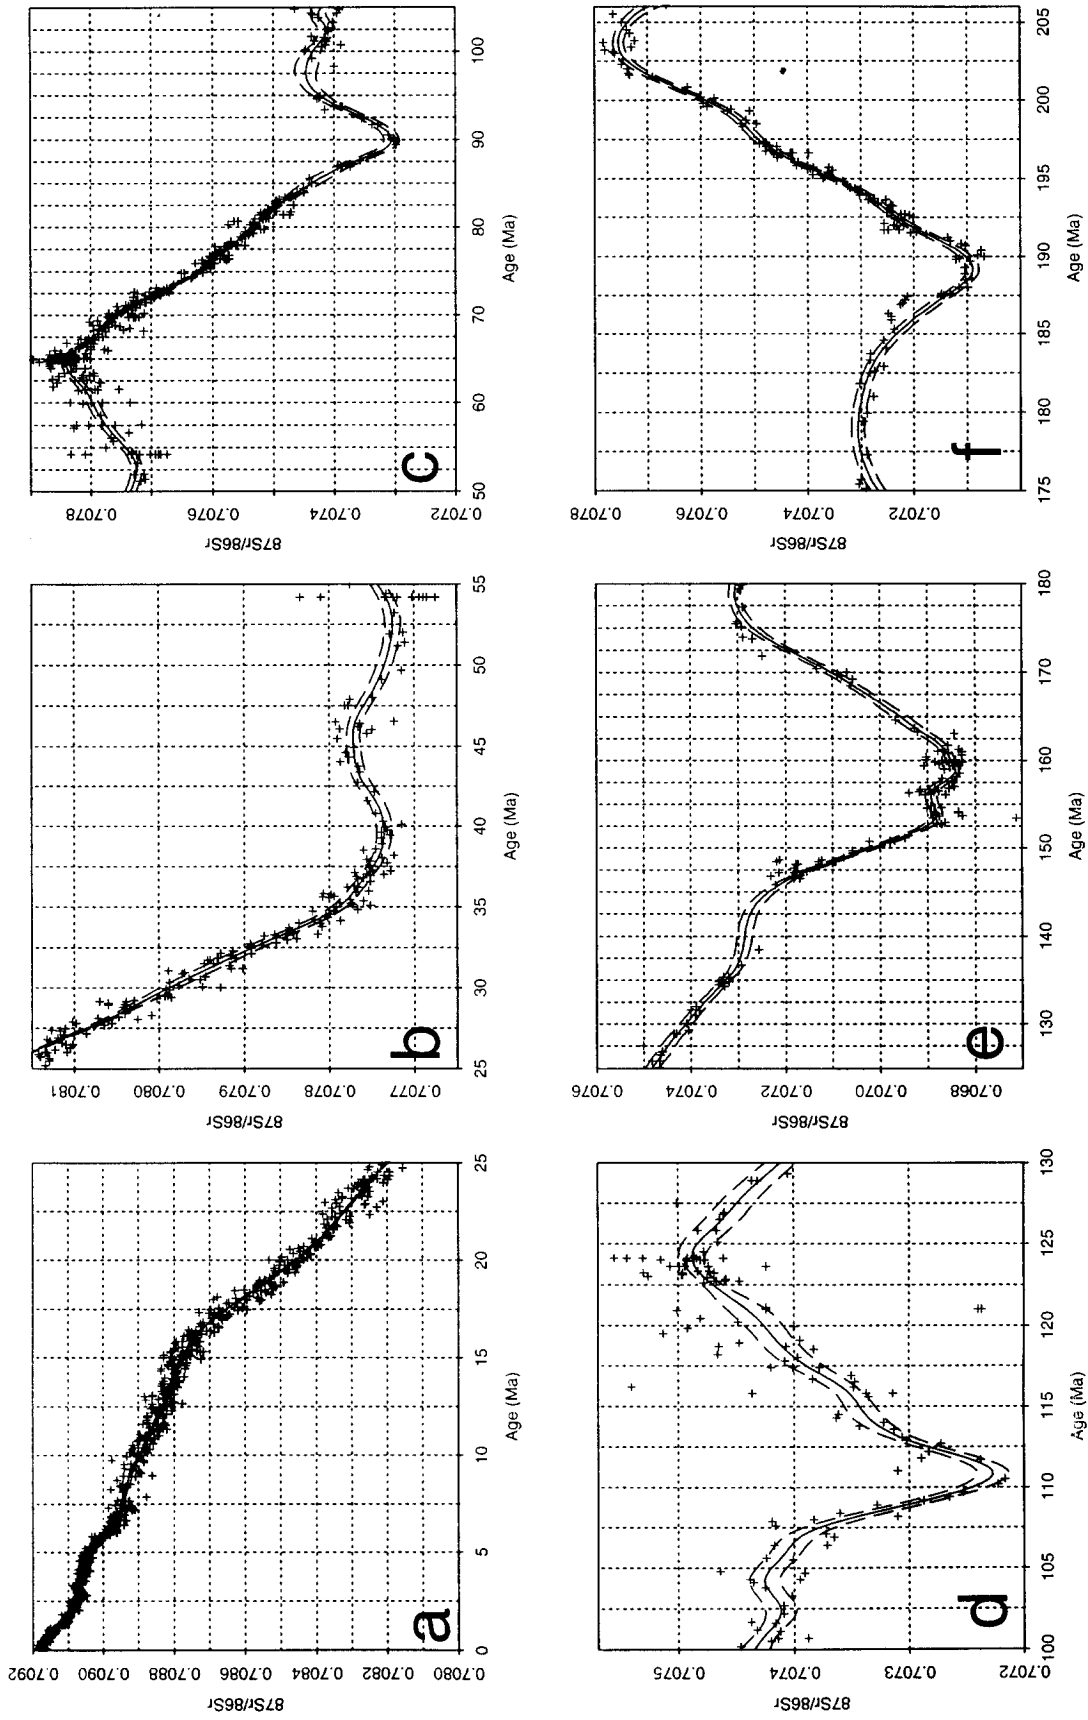 87Sr/86Sr
0.7092
0.7090
0.7088
0.7086
0.7084
0.7082
0.7080
a
0 5 10 15 20 25
Age (Ma)
87Sr/86Sr
0.7081
0.7080
0.7079
0.7078
0.7077
b
25 30 35 40 45 50 55
Age (Ma)
87Sr/86Sr
0.7078
0.7076
0.7074
0.7072
c
50 60 70 80 90 100
Age (Ma)
87Sr/86Sr
0.7075
0.7074
0.7073
0.7072
d
100 105 110 115 120 125 130
Age (Ma)
87Sr/86Sr
0.7076
0.7074
0.7072
0.7070
0.7068
e
130 140 150 160 170 180
Age (Ma)
87Sr/86Sr
0.7078
0.7076
0.7074
0.7072
f
175 180 185 190 195 200 205
Age (Ma)